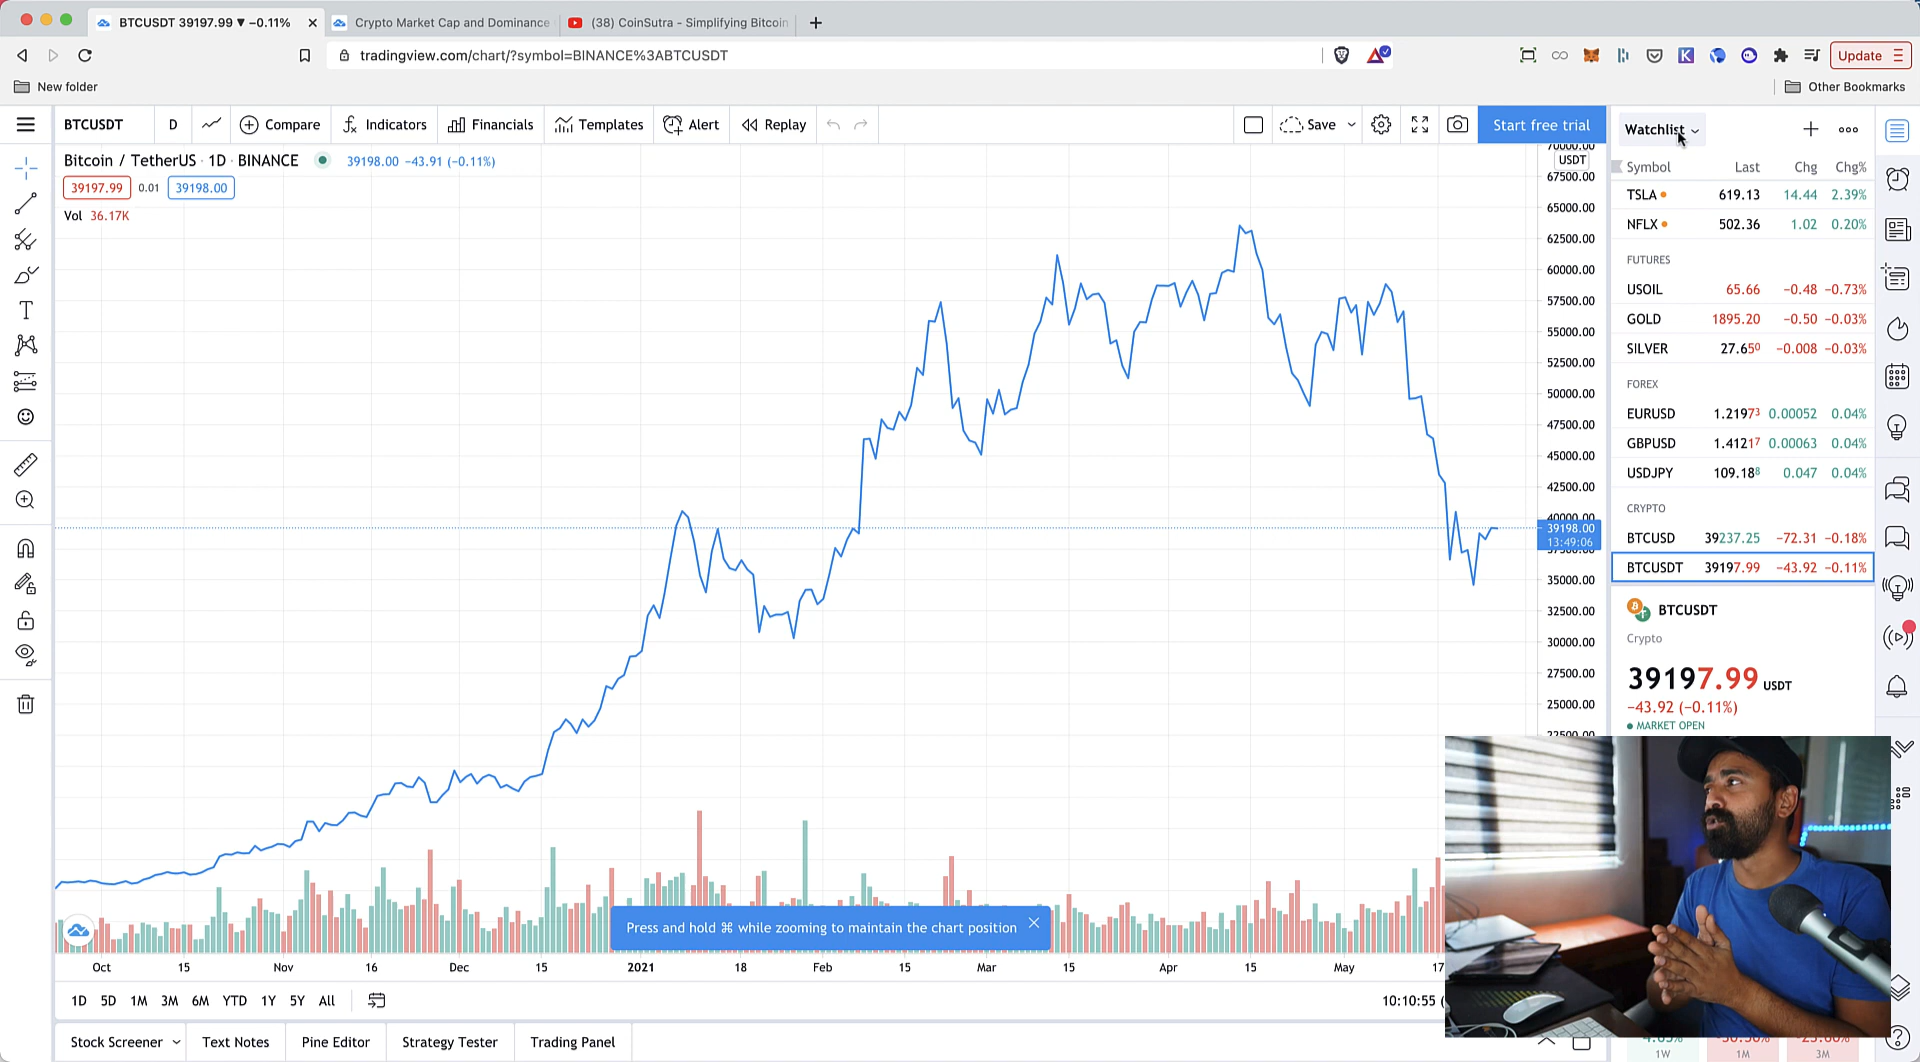 BTCUSDT 39197.99 ▼ −0.11%
Crypto Market Cap and Dominance
(38) CoinSutra - Simplifying Bitcoin
tradingview.com/chart/?symbol=BINANCE%3ABTCUSDT
Update
New folder
Other Bookmarks
BTCUSDT
D
Compare
Indicators
Financials
Templates
Alert
Replay
Save
Start free trial
Bitcoin / TetherUS · 1D · BINANCE
39198.00 −43.91 (−0.11%)
39197.99 0.01 39198.00
Vol 36.17K
70000.00
USDT
67500.00
65000.00
62500.00
60000.00
57500.00
55000.00
52500.00
50000.00
47500.00
45000.00
42500.00
40000.00
39198.00
13:49:06
37500.00
35000.00
32500.00
30000.00
27500.00
25000.00
22500.00
Press and hold ⌘ while zooming to maintain the chart position
Oct 15 Nov 16 Dec 15 2021 18 Feb 15 Mar 15 Apr 15 May 17
1D 5D 1M 3M 6M YTD 1Y 5Y All
10:10:55 (
Stock Screener
Text Notes
Pine Editor
Strategy Tester
Trading Panel
Watchlist
Symbol Last Chg Chg%
TSLA 619.13 14.44 2.39%
NFLX 502.36 1.02 0.20%
FUTURES
USOIL 65.66 −0.48 −0.73%
GOLD 1895.20 −0.50 −0.03%
SILVER 27.650 −0.008 −0.03%
FOREX
EURUSD 1.21973 0.00052 0.04%
GBPUSD 1.41217 0.00063 0.04%
USDJPY 109.188 0.047 0.04%
CRYPTO
BTCUSD 39237.25 −72.31 −0.18%
BTCUSDT 39197.99 −43.92 −0.11%
BTCUSDT
Crypto
39197.99 USDT
−43.92 (−0.11%)
MARKET OPEN
1W 1M 3M